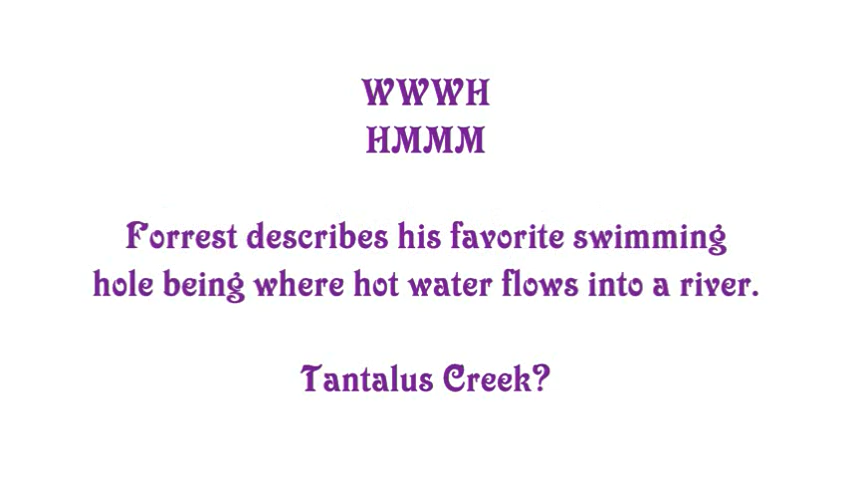 WWWH
HMMM
Forrest describes his favorite swimming
hole being where hot water flows into a river.
Tantalus Creek?